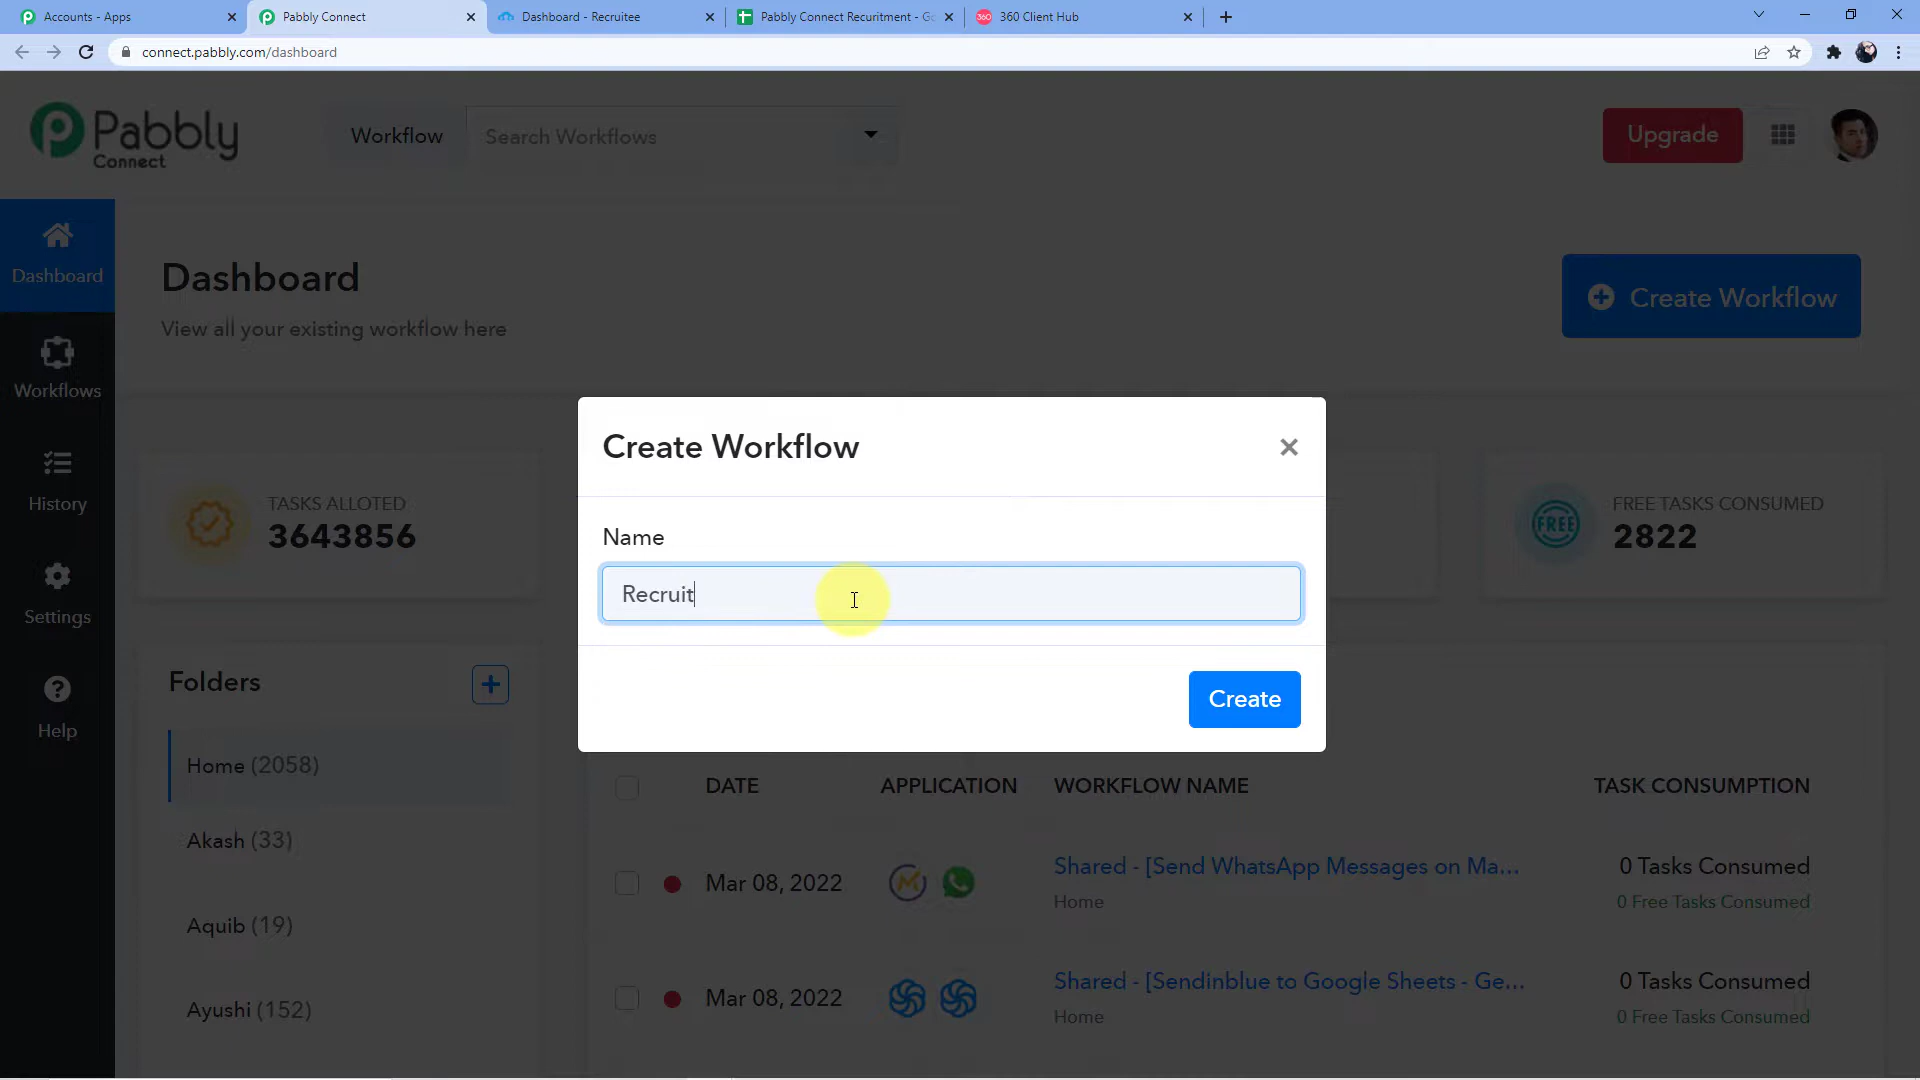 Accounts - Apps
Pabbly Connect
Dashboard - Recruitee
Pabbly Connect Recuritment - Go
360 Client Hub
connect.pabbly.com/dashboard
Pabbly
Connect
Workflow
Search Workflows
Upgrade
Dashboard
Workflows
History
Settings
Help
Dashboard
View all your existing workflow here
Create Workflow
TASKS ALLOTED
3643856
FREE
FREE TASKS CONSUMED
2822
Create Workflow
Name
Recruit
Create
Folders
Home (2058)
Akash (33)
Aquib (19)
Ayushi (152)
DATE APPLICATION WORKFLOW NAME TASK CONSUMPTION
Mar 08, 2022 Shared - [Send WhatsApp Messages on Ma... 0 Tasks Consumed
Home 0 Free Tasks Consumed
Mar 08, 2022 Shared - [Sendinblue to Google Sheets - Ge... 0 Tasks Consumed
Home 0 Free Tasks Consumed